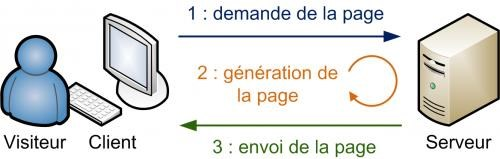 1 : demande de la page
2 : génération de
la page
3 : envoi de la page
Visiteur
Client
Serveur